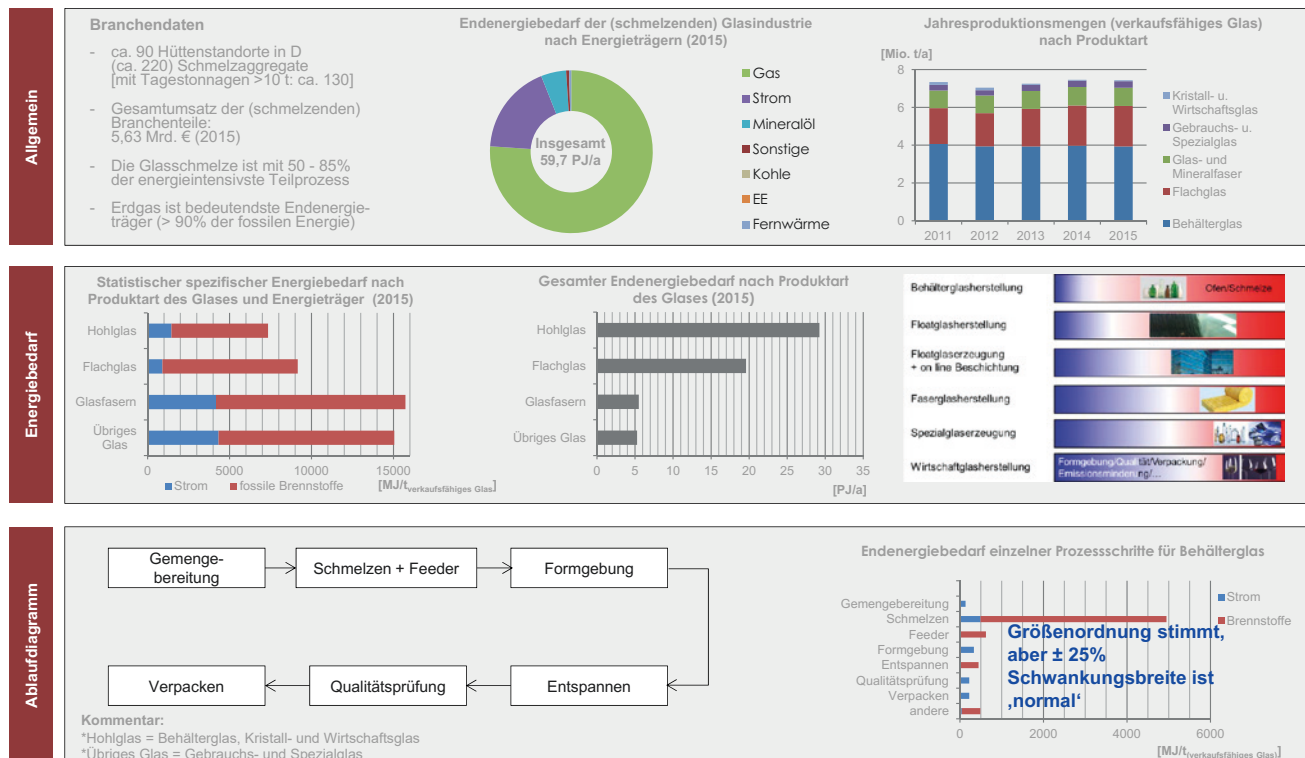 Allgemein
Branchendaten
- ca. 90 Hüttenstandorte in D
(ca. 220) Schmelzaggregate
[mit Tagestonnagen >10 t: ca. 130]
- Gesamtumsatz der (schmelzenden)
Branchenteile:
5,63 Mrd. € (2015)
- Die Glasschmelze ist mit 50 - 85%
der energieintensivste Teilprozess
- Erdgas ist bedeutendste Endenergie-
träger (> 90% der fossilen Energie)
Endenergiebedarf der (schmelzenden) Glasindustrie
nach Energieträgern (2015)
Insgesamt
59,7 PJ/a
Gas
Strom
Mineralöl
Sonstige
Kohle
EE
Fernwärme
Jahresproduktionsmengen (verkaufsfähiges Glas)
nach Produktart
[Mio. t/a]
8
6
4
2
0
2011 2012 2013 2014 2015
Kristall- u.
Wirtschaftsglas
Gebrauchs- u.
Spezialglas
Glas- und
Mineralfaser
Flachglas
Behälterglas
Energiebedarf
Statistischer spezifischer Energiebedarf nach
Produktart des Glases und Energieträger (2015)
Hohlglas
Flachglas
Glasfasern
Übriges
Glas
0 5000 10000 15000
Strom fossile Brennstoffe [MJ/t verkaufsfähiges Glas]
Gesamter Endenergiebedarf nach Produktart
des Glases (2015)
Hohlglas
Flachglas
Glasfasern
Übriges Glas
0 5 10 15 20 25 30 35
[PJ/a]
Behälterglasherstellung
Ofen/Schmelze
Floatglasherstellung
Floatglaserzeugung
+ on line Beschichtung
Faserglasherstellung
Spezialglaserzeugung
Wirtschaftglasherstellung
Formgebung/Qualität/Verpackung/
Emissionsminderung/...
Ablaufdiagramm
Gemenge-
bereitung
Schmelzen + Feeder
Formgebung
Verpacken
Qualitätsprüfung
Entspannen
Kommentar:
*Hohlglas = Behälterglas, Kristall- und Wirtschaftsglas
*Übriges Glas = Gebrauchs- und Spezialglas
Endenergiebedarf einzelner Prozessschritte für Behälterglas
Gemengebereitung
Schmelzen
Feeder
Formgebung
Entspannen
Qualitätsprüfung
Verpacken
andere
Strom
Brennstoffe
Größenordnung stimmt,
aber ± 25%
Schwankungsbreite ist
‚normal‘
0 2000 4000 6000
[MJ/t(verkaufsfähiges Glas)]